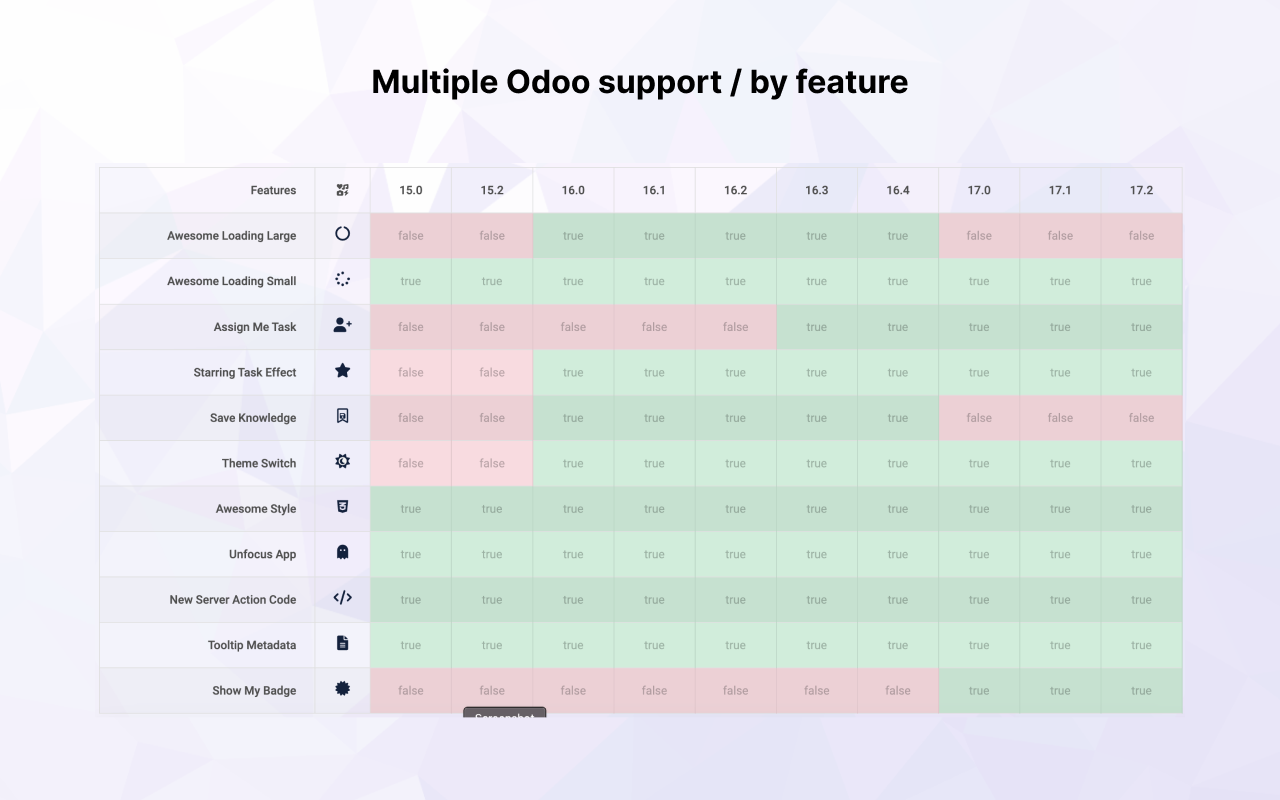 Multiple Odoo support / by feature
Features 15.0 15.2 16.0 16.1 16.2 16.3 16.4 17.0 17.1 17.2
Awesome Loading Large false false true true true true true false false false
Awesome Loading Small true true true true true true true true true true
Assign Me Task false false false false false true true true true true
Starring Task Effect false false true true true true true true true true
Save Knowledge false false true true true true true false false false
Theme Switch false false true true true true true true true true
Awesome Style true true true true true true true true true true
Unfocus App true true true true true true true true true true
New Server Action Code true true true true true true true true true true
Tooltip Metadata true true true true true true true true true true
Show My Badge false false false false false false false true true true